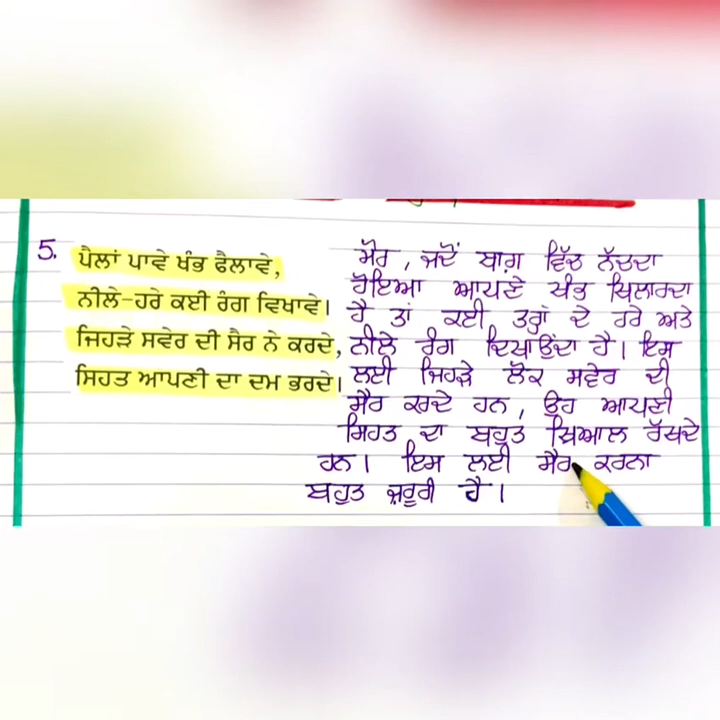 5.
ਪੈਲਾਂ ਪਾਵੇ ਖੰਭ ਫੈਲਾਵੇ,
ਨੀਲੇ-ਹਰੇ ਕਈ ਰੰਗ ਵਿਖਾਵੇ।
ਜਿਹੜੇ ਸਵੇਰ ਦੀ ਸੈਰ ਨੇ ਕਰਦੇ,
ਸਿਹਤ ਆਪਣੀ ਦਾ ਦਮ ਭਰਦੇ।
ਮੋਰ, ਜਦੋਂ ਬਾਗ਼ ਵਿੱਚ ਨੱਚਦਾ
ਹੋਇਆ ਆਪਣੇ ਖੰਭ ਖਿਲਾਰਦਾ
ਹੈ ਤਾਂ ਕਈ ਤਰ੍ਹਾਂ ਦੇ ਹਰੇ ਅਤੇ
ਨੀਲੇ ਰੰਗ ਦਿਖਾਉਂਦਾ ਹੈ। ਇਸ
ਲਈ ਜਿਹੜੇ ਲੋਕ ਸਵੇਰ ਦੀ
ਸੈਰ ਕਰਦੇ ਹਨ, ਉਹ ਆਪਣੀ
ਸਿਹਤ ਦਾ ਬਹੁਤ ਖਿਆਲ ਰੱਖਦੇ
ਹਨ। ਇਸ ਲਈ ਸੈਰ ਕਰਨਾ
ਬਹੁਤ ਜ਼ਰੂਰੀ ਹੈ।